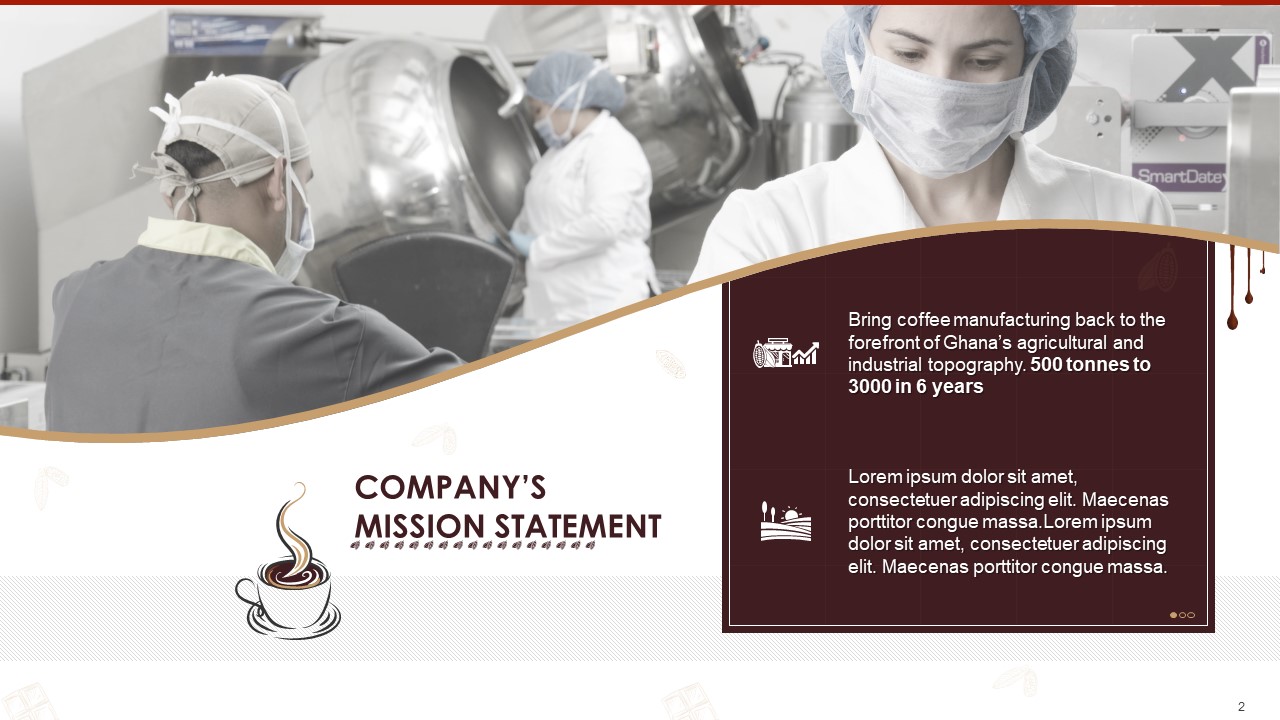 SmartDate
COMPANY’S
MISSION STATEMENT
Bring coffee manufacturing back to the
forefront of Ghana’s agricultural and
industrial topography. 500 tonnes to
3000 in 6 years
Lorem ipsum dolor sit amet,
consectetuer adipiscing elit. Maecenas
porttitor congue massa.Lorem ipsum
dolor sit amet, consectetuer adipiscing
elit. Maecenas porttitor congue massa.
2